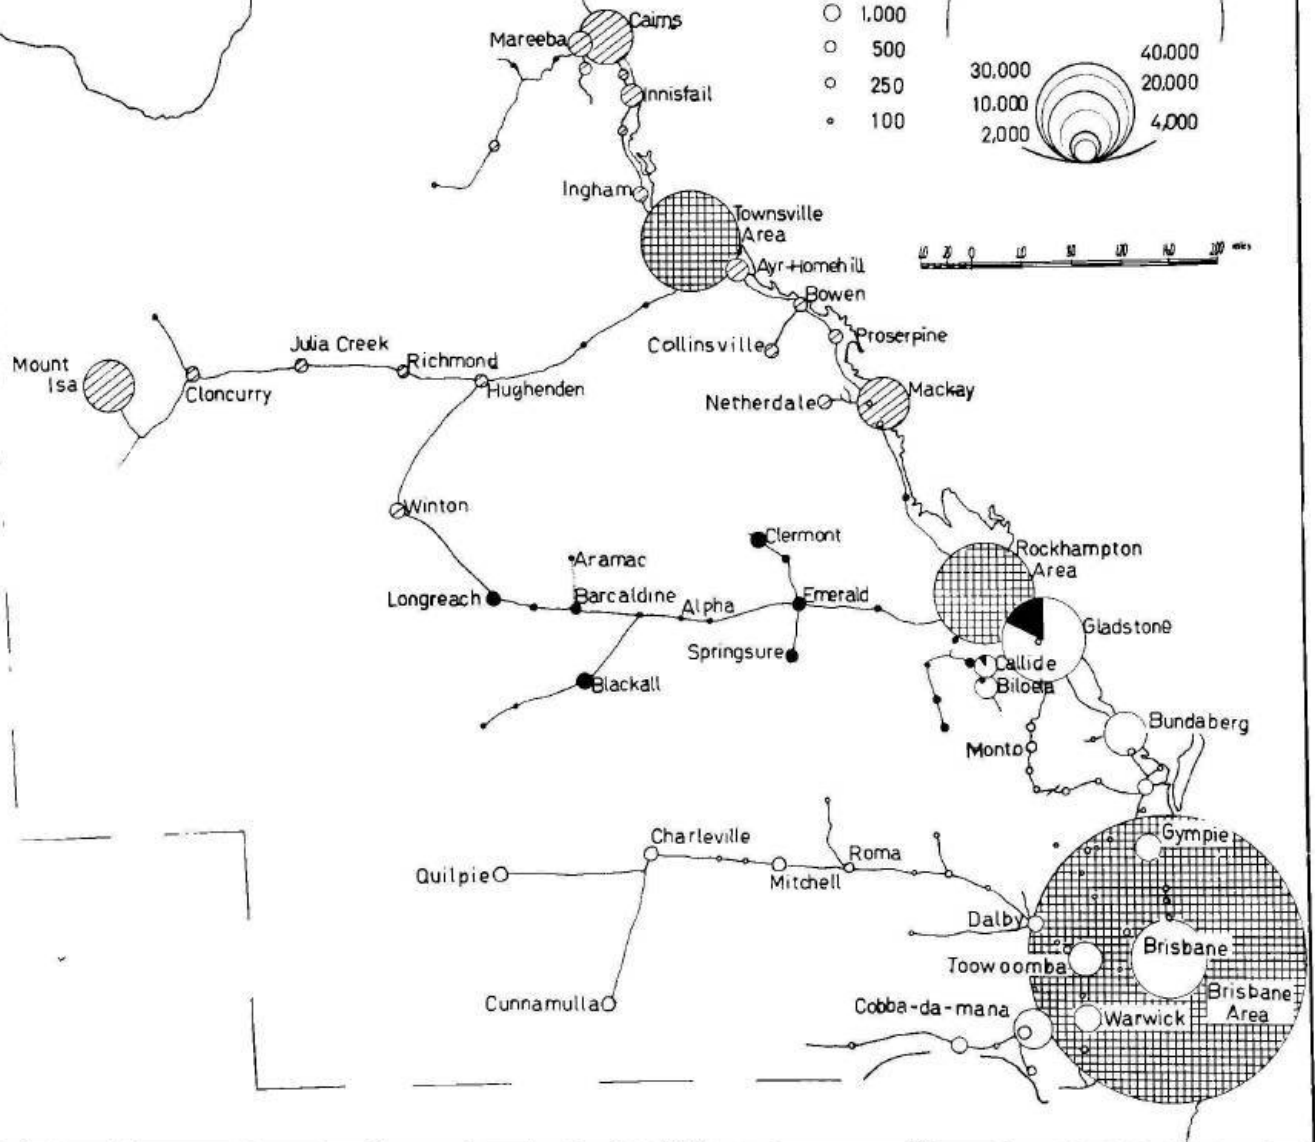 Cairns
Mareeba
Innisfail
Ingham
1,000
500
250
100
30,000
10,000
2,000
40,000
20,000
4,000
Townsville
Area
Ayr-Homehill
Bowen
Collinsville
Proserpine
Mount
Isa
Julia Creek
Richmond
Cloncurry
Hughenden
Netherdale
Mackay
Winton
Clermont
Aramac
Rockhampton
Area
Longreach
Barcaldine
Alpha
Emerald
Gladstone
Springsure
Callide
Blackall
Biloela
Bundaberg
Monto
Gympie
Charleville
Roma
Quilpie
Mitchell
Dalby
Brisbane
Toowoomba
Brisbane
Area
Cunnamulla
Cobba-da-mana
Warwick